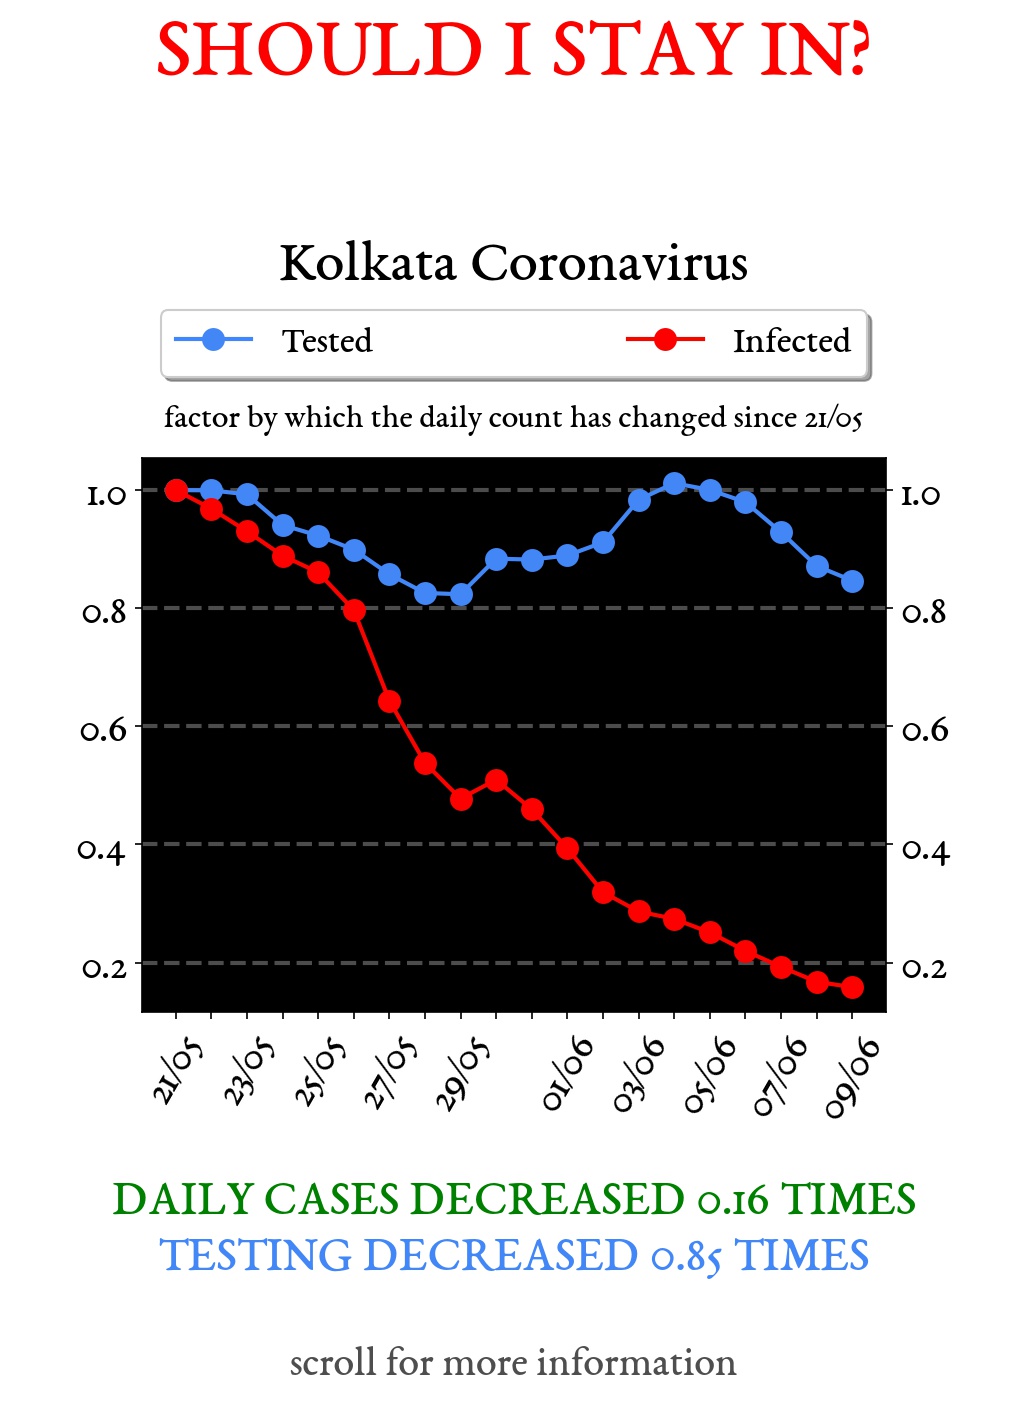 SHOULD I STAY IN?
Kolkata Coronavirus
Tested Infected
factor by which the daily count has changed since 21/05
1.0 1.0
0.8 0.8
0.6 0.6
0.4 0.4
0.2 0.2
21/05 23/05 25/05 27/05 29/05 01/06 03/06 05/06 07/06 09/06
DAILY CASES DECREASED 0.16 TIMES
TESTING DECREASED 0.85 TIMES
scroll for more information